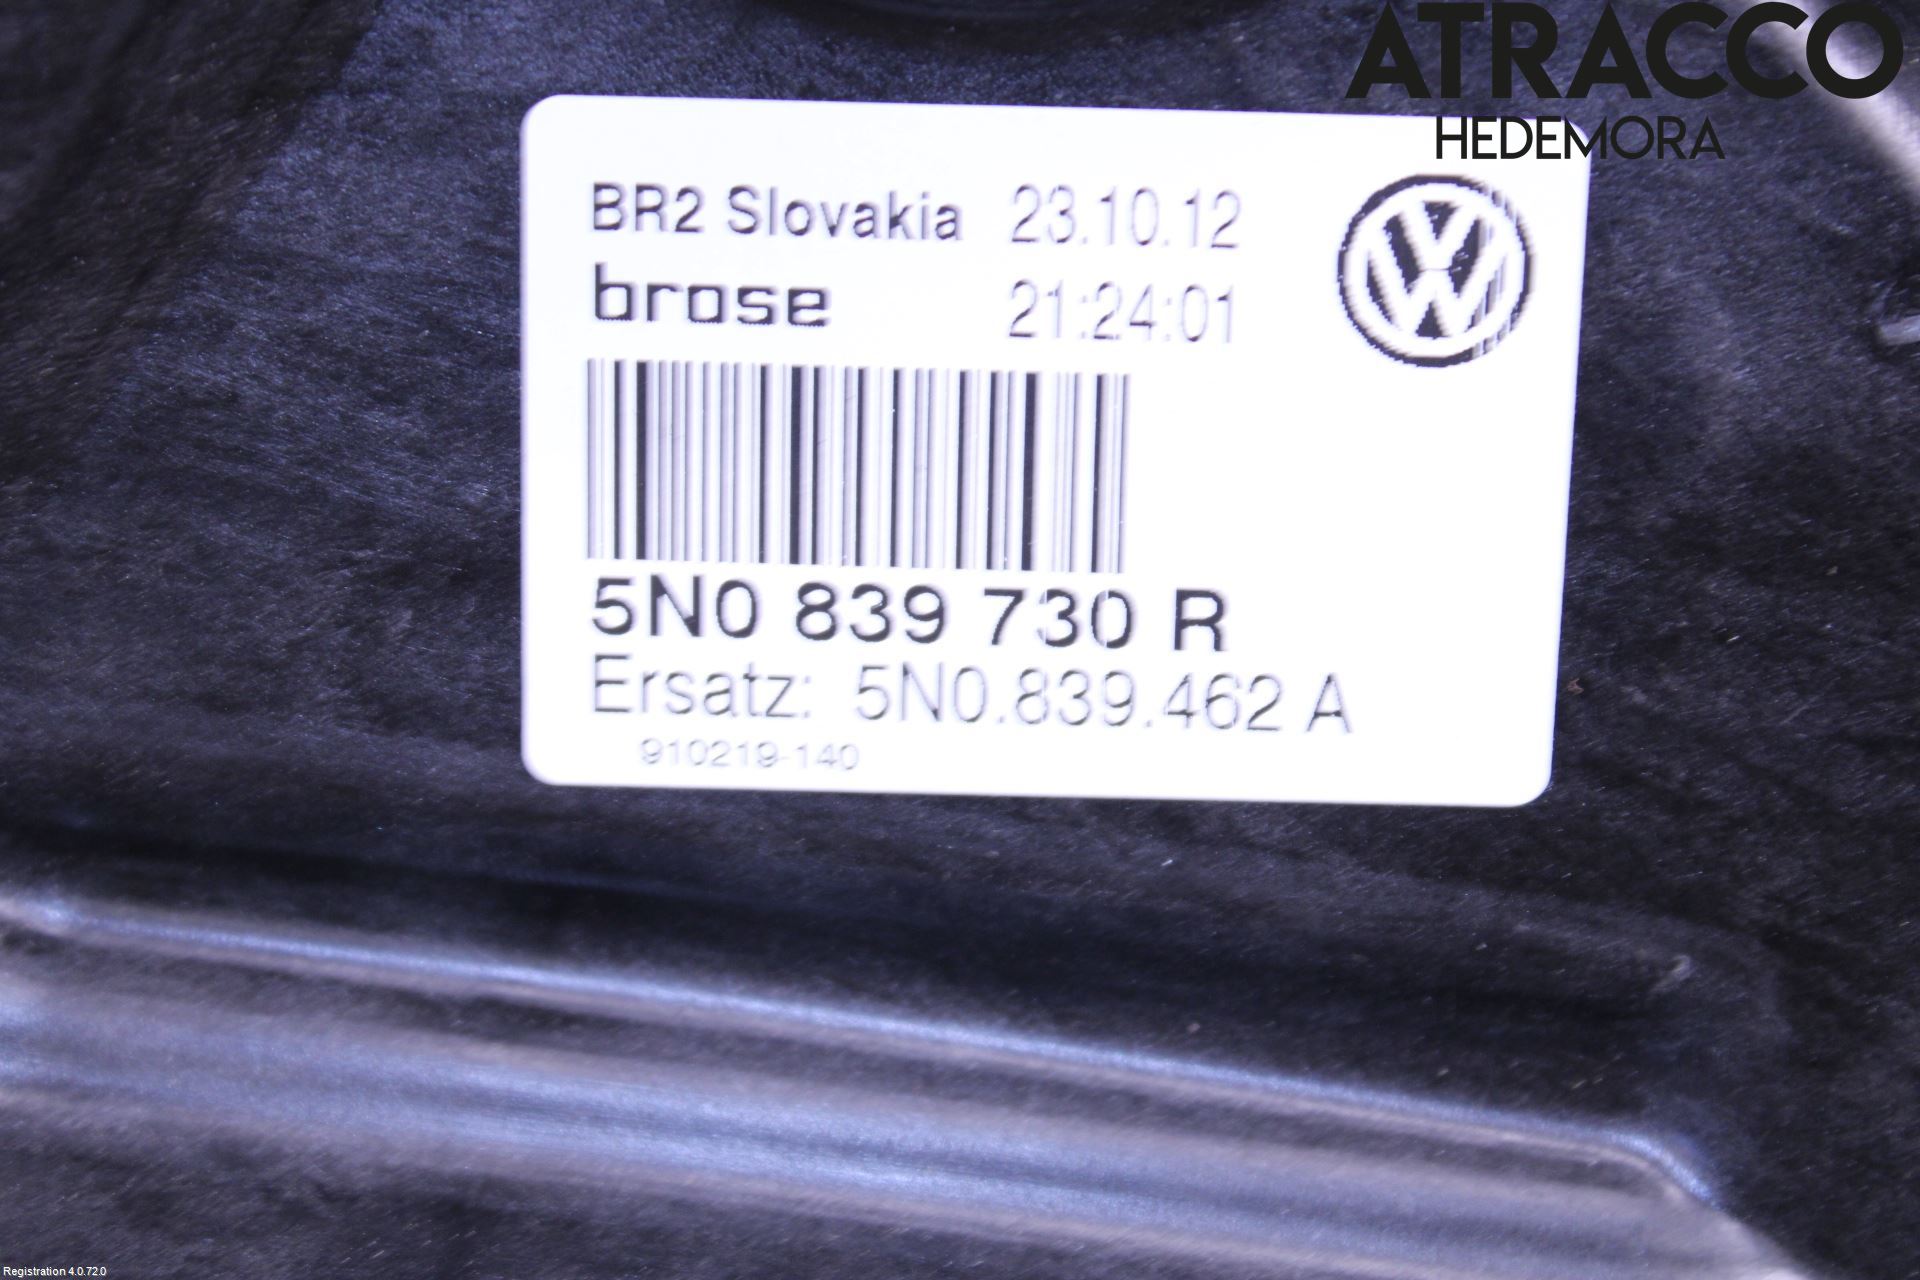 ATRACCO
HEDEMORA
BR2 Slovakia 23.10.12
brose 21:24:01
5N0 839 730 R
Ersatz: 5N0.839.462 A
910219-140
Registration 4.0.72.0